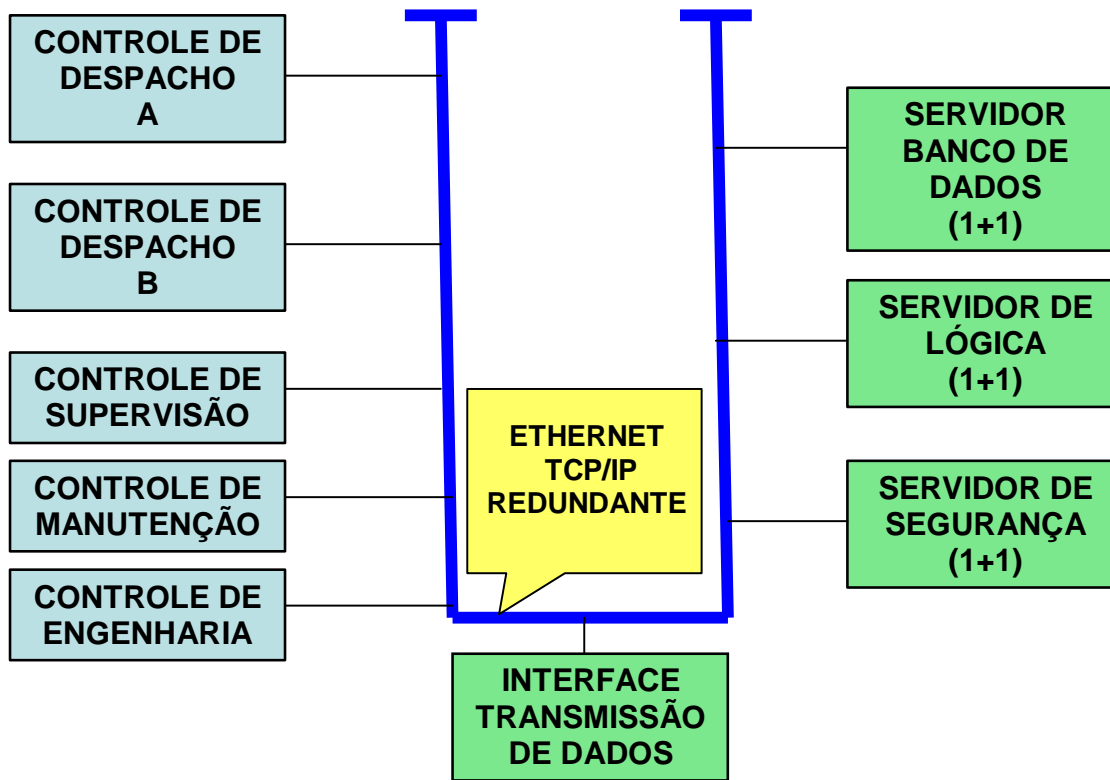 CONTROLE DE
DESPACHO
A
CONTROLE DE
DESPACHO
B
CONTROLE DE
SUPERVISÃO
CONTROLE DE
MANUTENÇÃO
CONTROLE DE
ENGENHARIA
ETHERNET
TCP/IP
REDUNDANTE
INTERFACE
TRANSMISSÃO
DE DADOS
SERVIDOR
BANCO DE
DADOS
(1+1)
SERVIDOR DE
LÓGICA
(1+1)
SERVIDOR DE
SEGURANÇA
(1+1)